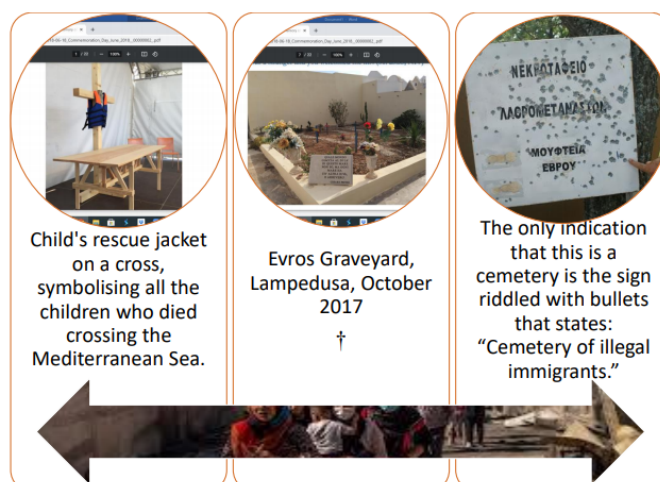 100%
Child's rescue jacket
on a cross,
symbolising all the
children who died
crossing the
Mediterranean Sea.
100%
Evros Graveyard,
Lampedusa, October
2017
†
ΝΕΚΡΟΤΑΦΕΙΟ
ΛΑΘΡΟΜΕΤΑΝΑΣΤΩΝ
ΜΟΥΦΤΕΙΑ
ΕΒΡΟΥ
The only indication
that this is a
cemetery is the sign
riddled with bullets
that states:
“Cemetery of illegal
immigrants.”